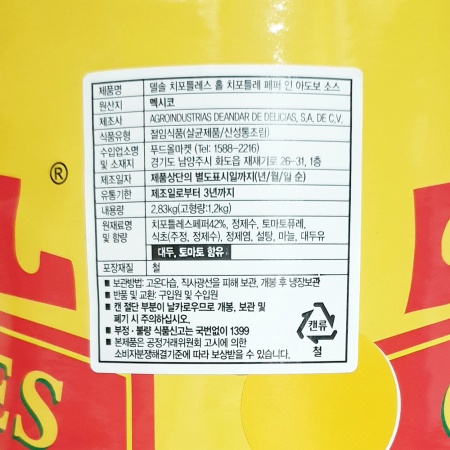 제품명 델솔 치포틀레스 홀 치포틀레 페퍼 인 아도보 소스
원산지 멕시코
제조사 AGROINDUSTRIAS DEANDAR DE DELICIAS, S.A. DE C.V.
식품유형 절임식품(살균제품/산성통조림)
수입업소명 및 소재지 푸드올마켓 (Tel: 1588-2216)
경기도 남양주시 화도읍 재재기로 26-31, 1층
제조일자 제품상단의 별도표시일까지(년/월/일 순)
유통기한 제조일로부터 3년까지
내용량 2,83kg(고형량:1,2kg)
원재료명 및 함량 치포틀레스페퍼42%, 정제수, 토마토퓨레,
식초(주정, 정제수), 정제염, 설탕, 마늘, 대두유
대두, 토마토 함유
포장재질 철
■ 보관방법: 고온다습, 직사광선을 피해 보관, 개봉 후 냉장보관
■ 반품 및 교환: 구입원 및 수입원
■ 캔 절단 부분이 날카로우므로 개봉, 보관 및
폐기 시 주의하십시오.
■ 부정·불량 식품신고는 국번없이 1399
■ 본제품은 공정거래위원회 고시에 의한
소비자분쟁해결기준에 따라 보상받을 수 있습니다.
캔류
철
®
ES